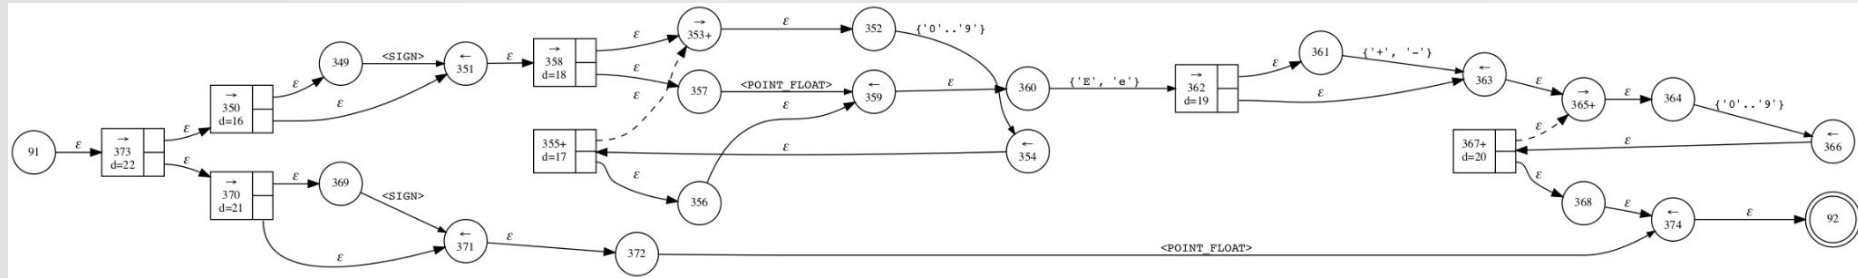 91
ε
→
373
d=22
ε
ε
→
350
d=16
ε
ε
349
<SIGN>
←
351
ε
→
358
d=18
ε
ε
→
353+
ε
352
{'0'..'9'}
357
<POINT_FLOAT>
←
359
ε
360
{'E', 'e'}
→
362
d=19
ε
ε
361
{'+', '-'}
←
363
ε
→
365+
ε
364
{'0'..'9'}
←
366
ε
355+
d=17
ε
ε
356
ε
←
354
ε
367+
d=20
ε
ε
368
ε
→
370
d=21
ε
ε
369
<SIGN>
←
371
ε
372
<POINT_FLOAT>
←
374
ε
92